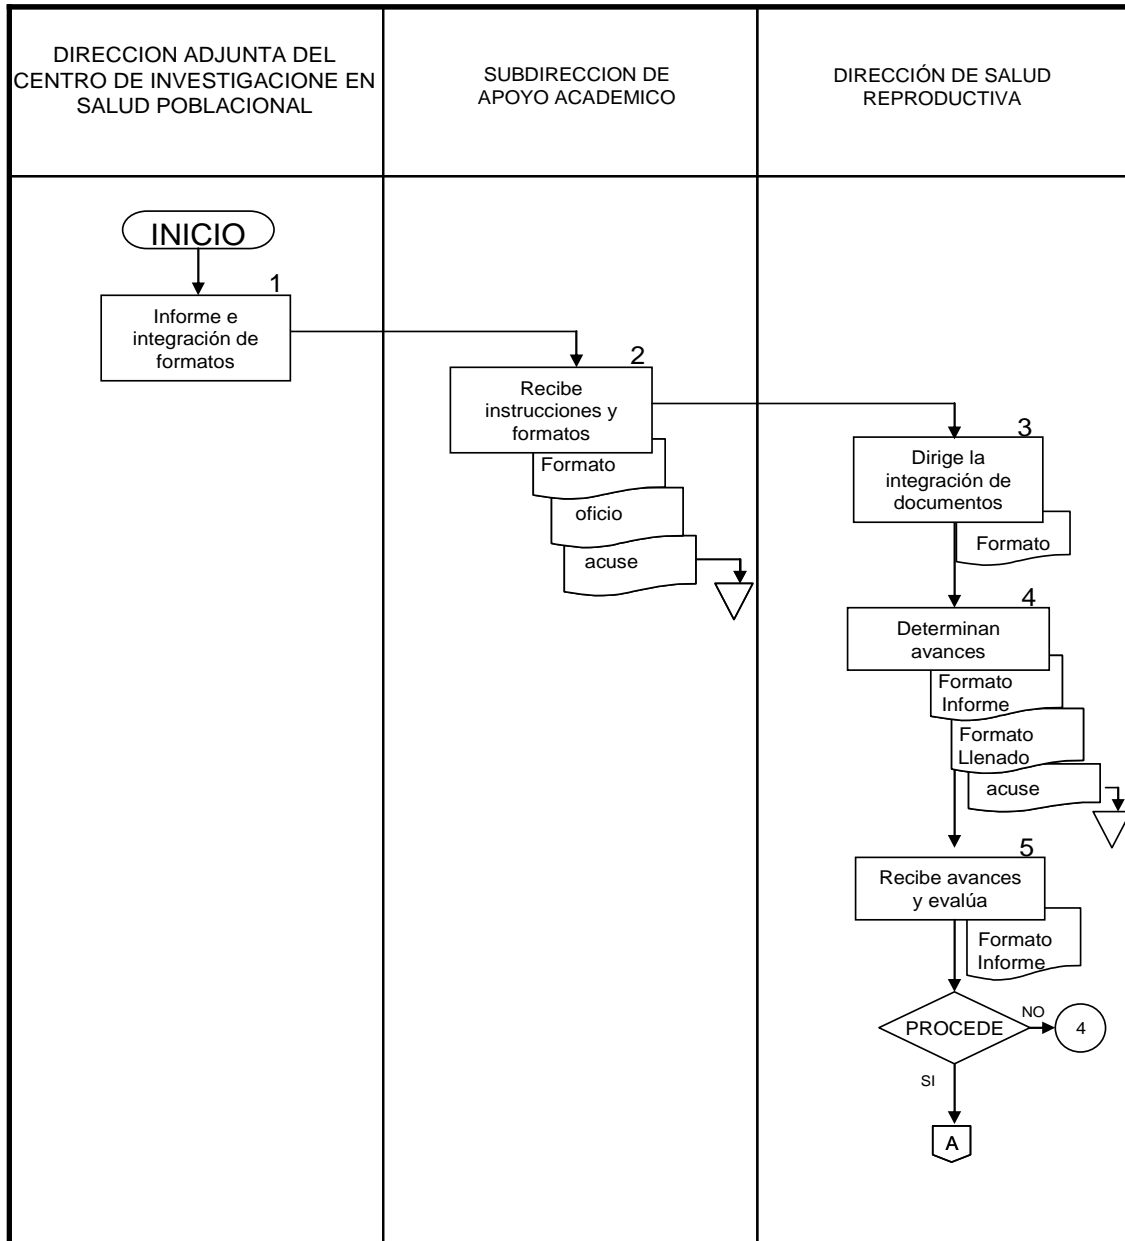 DIRECCION ADJUNTA DEL
CENTRO DE INVESTIGACIONE EN
SALUD POBLACIONAL
SUBDIRECCION DE
APOYO ACADEMICO
DIRECCIÓN DE SALUD
REPRODUCTIVA
INICIO
1
Informe e
integración de
formatos
2
Recibe
instrucciones y
formatos
Formato
oficio
acuse
3
Dirige la
integración de
documentos
Formato
4
Determinan
avances
Formato
Informe
Formato
Llenado
acuse
5
Recibe avances
y evalúa
Formato
Informe
PROCEDE
NO
4
SI
A